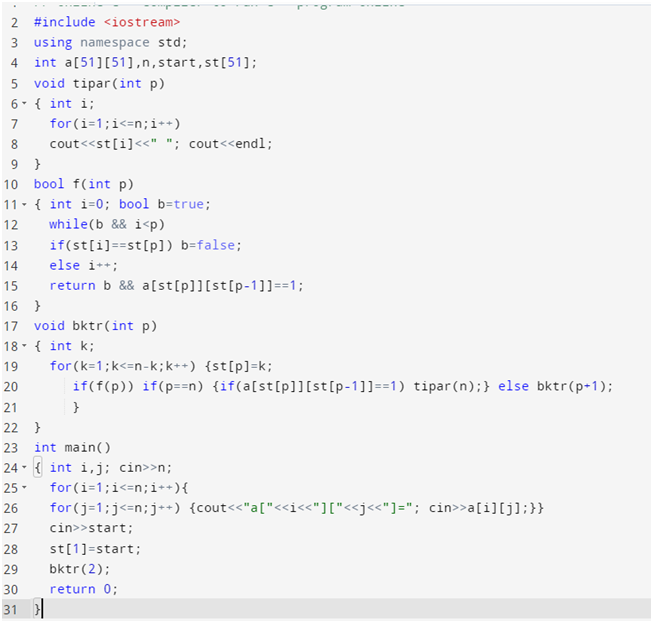 2 #include <iostream>
3 using namespace std;
4 int a[51][51],n,start,st[51];
5 void tipar(int p)
6 { int i;
7 for(i=1;i<=n;i++)
8 cout<<st[i]<<" "; cout<<endl;
9 }
10 bool f(int p)
11 { int i=0; bool b=true;
12 while(b && i<p)
13 if(st[i]==st[p]) b=false;
14 else i++;
15 return b && a[st[p]][st[p-1]]==1;
16 }
17 void bktr(int p)
18 { int k;
19 for(k=1;k<=n-k;k++) {st[p]=k;
20 if(f(p)) if(p==n) {if(a[st[p]][st[p-1]]==1) tipar(n);} else bktr(p+1);
21 }
22 }
23 int main()
24 { int i,j; cin>>n;
25 for(i=1;i<=n;i++){
26 for(j=1;j<=n;j++) {cout<<"a["<<i<<"]["<<j<<"]="; cin>>a[i][j];}}
27 cin>>start;
28 st[1]=start;
29 bktr(2);
30 return 0;
31 }